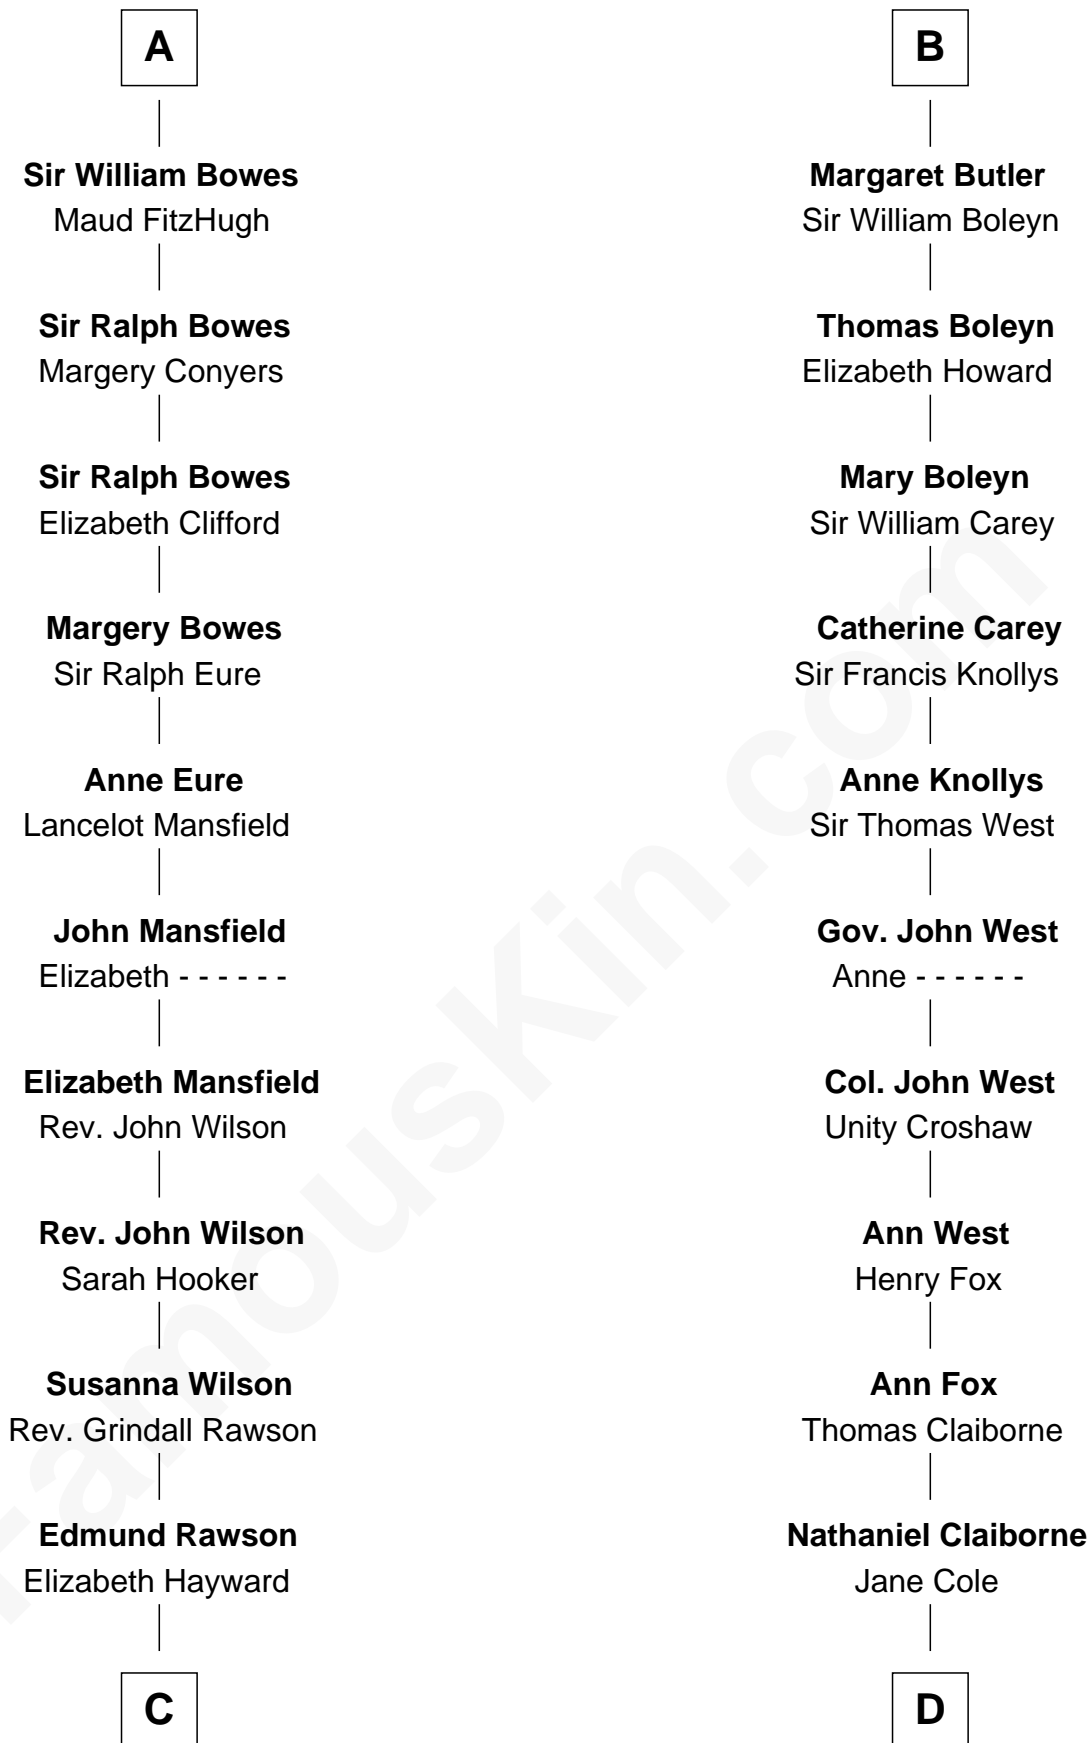 A
Sir William Bowes
Maud FitzHugh
Sir Ralph Bowes
Margery Conyers
Sir Ralph Bowes
Elizabeth Clifford
Margery Bowes
Sir Ralph Eure
Anne Eure
Lancelot Mansfield
John Mansfield
Elizabeth - - - - - -
Elizabeth Mansfield
Rev. John Wilson
Rev. John Wilson
Sarah Hooker
Susanna Wilson
Rev. Grindall Rawson
Edmund Rawson
Elizabeth Hayward
C
B
Margaret Butler
Sir William Boleyn
Thomas Boleyn
Elizabeth Howard
Mary Boleyn
Sir William Carey
Catherine Carey
Sir Francis Knollys
Anne Knollys
Sir Thomas West
Gov. John West
Anne - - - - - -
Col. John West
Unity Croshaw
Ann West
Henry Fox
Ann Fox
Thomas Claiborne
Nathaniel Claiborne
Jane Cole
D
FamousKin.com